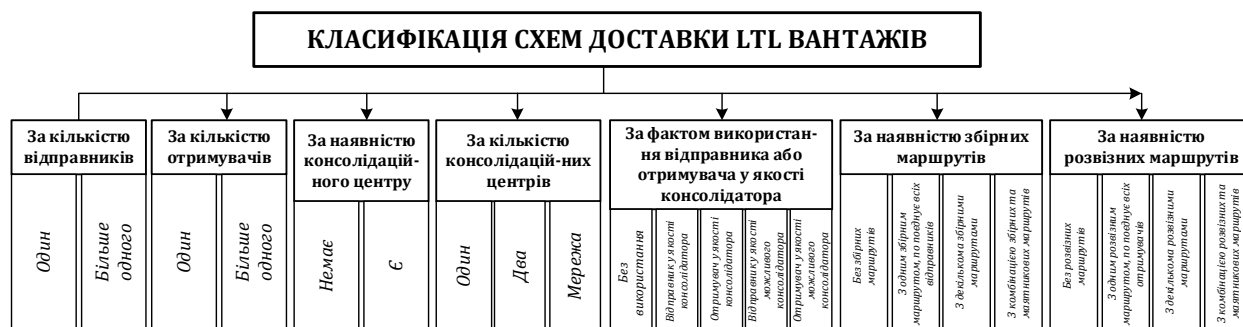 КЛАСИФІКАЦІЯ СХЕМ ДОСТАВКИ LTL ВАНТАЖІВ
За кількістю
відправників
Один
Більше
одного
За кількістю
отримувачів
Один
Більше
одного
За наявністю
консолідацій-
ного центру
Немає
Є
За кількістю
консолідацій-них
центрів
Один
Два
Мережа
За фактом використан-
ня відправника або
отримувача у якості
консолідатора
Без
використання
Відправник у якості
консолідатора
Отримувач у якості
консолідатора
Відправник у якості
можливого
консолідатора
Отримувач у якості
можливого
консолідатора
За наявністю збірних
маршрутів
Без збірних
маршрутів
З одним збірним
маршрутом, по поєднує всіх
відправників
З декількома збірними
маршрутами
З комбінацією збірних та
маятникових маршрутів
За наявністю
розвізних маршрутів
Без розвізних
маршрутів
З одним розвізним
маршрутом, по поєднує всіх
отримувачів
З декількома розвізними
маршрутами
З комбінацією розвізних та
маятникових маршрутів